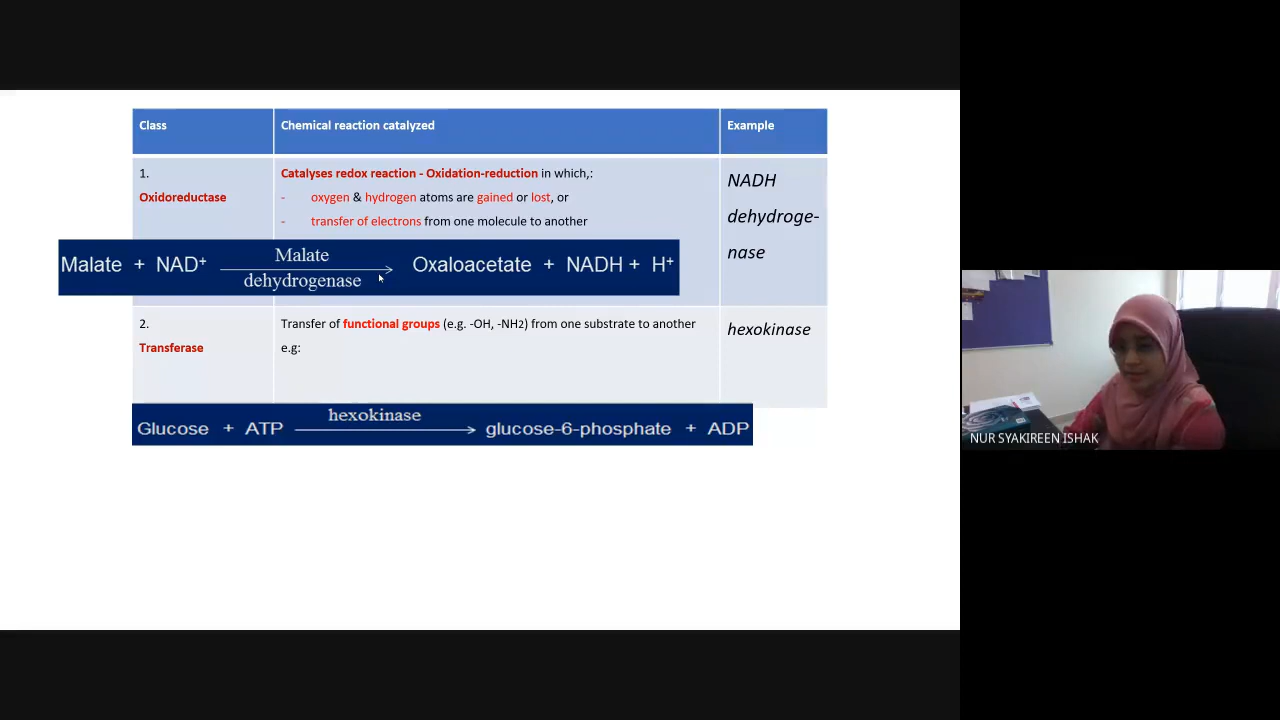 Class
Chemical reaction catalyzed
Example
1.
Oxidoreductase
Catalyses redox reaction - Oxidation-reduction in which,:
- oxygen & hydrogen atoms are gained or lost, or
- transfer of electrons from one molecule to another
NADH
dehydroge-
nase
Malate + NAD⁺ Malate dehydrogenase → Oxaloacetate + NADH + H⁺
2.
Transferase
Transfer of functional groups (e.g. -OH, -NH2) from one substrate to another
e.g:
hexokinase
Glucose + ATP hexokinase → glucose-6-phosphate + ADP
NUR SYAKIREEN ISHAK